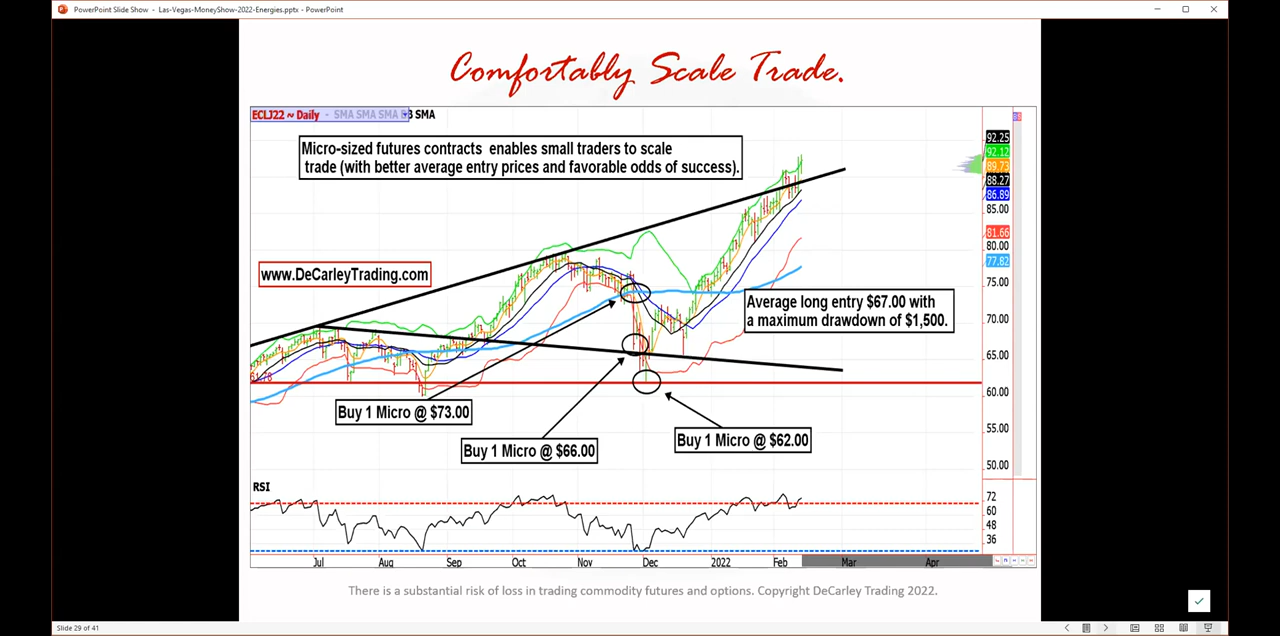 PowerPoint Slide Show - Las-Vegas-MoneyShow-2022-Energies.pptx - PowerPoint
Comfortably Scale Trade.
ECLJ22 ~ Daily - SMA SMA SMA B SMA
Micro-sized futures contracts enables small traders to scale
trade (with better average entry prices and favorable odds of success).
92.25
92.12
89.73
88.27
86.89
85.00
81.66
80.00
77.82
75.00
70.00
65.00
60.00
55.00
50.00
www.DeCarleyTrading.com
Average long entry $67.00 with
a maximum drawdown of $1,500.
Buy 1 Micro @ $73.00
Buy 1 Micro @ $66.00
Buy 1 Micro @ $62.00
RSI
72
60
48
36
Jul Aug Sep Oct Nov Dec 2022 Feb Mar Apr
There is a substantial risk of loss in trading commodity futures and options. Copyright DeCarley Trading 2022.
Slide 29 of 41